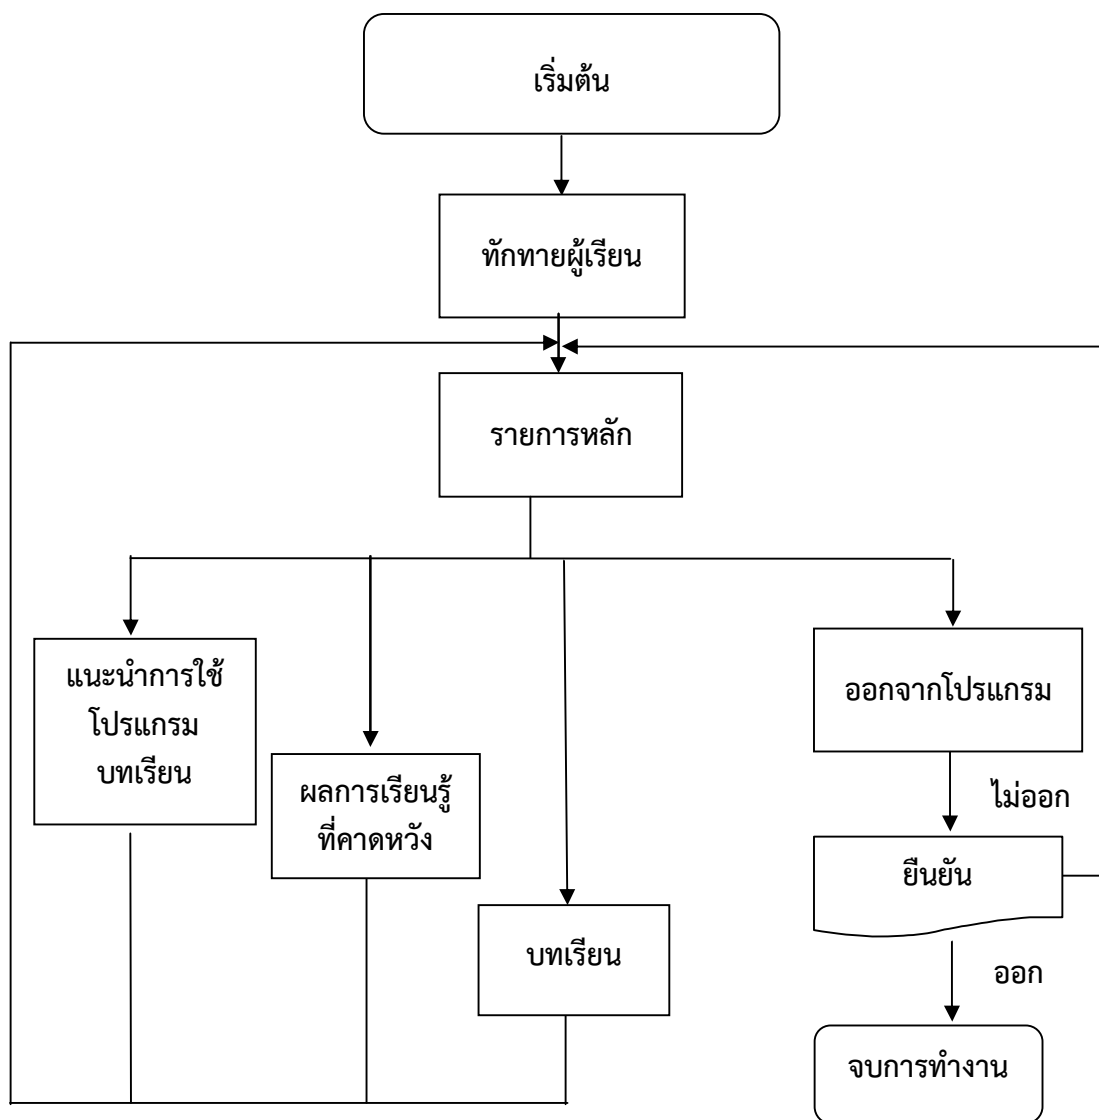 เริ่มต้น
ทักทายผู้เรียน
รายการหลัก
แนะนำการใช้
โปรแกรม
บทเรียน
ผลการเรียนรู้
ที่คาดหวัง
บทเรียน
ออกจากโปรแกรม
ไม่ออก
ยืนยัน
ออก
จบการทำงาน